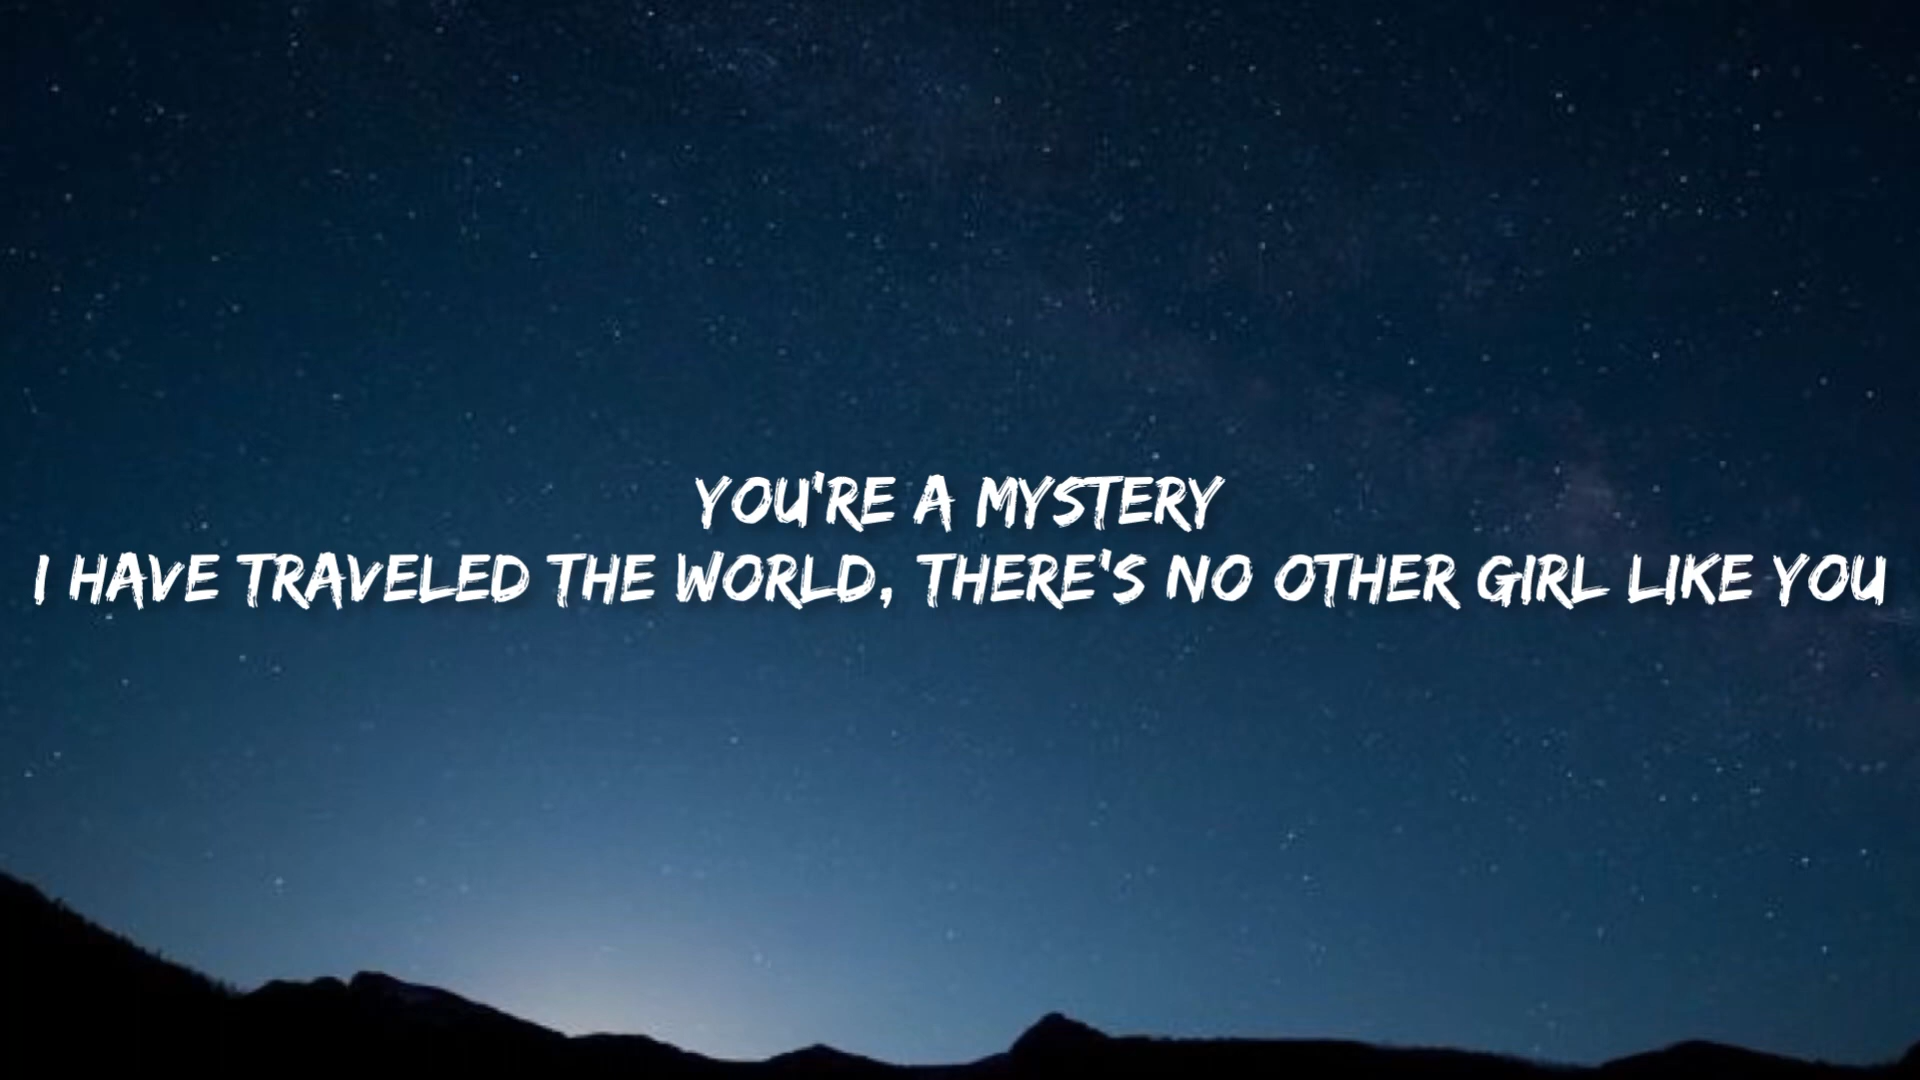 YOU'RE A MYSTERY
I HAVE TRAVELED THE WORLD, THERE'S NO OTHER GIRL LIKE YOU